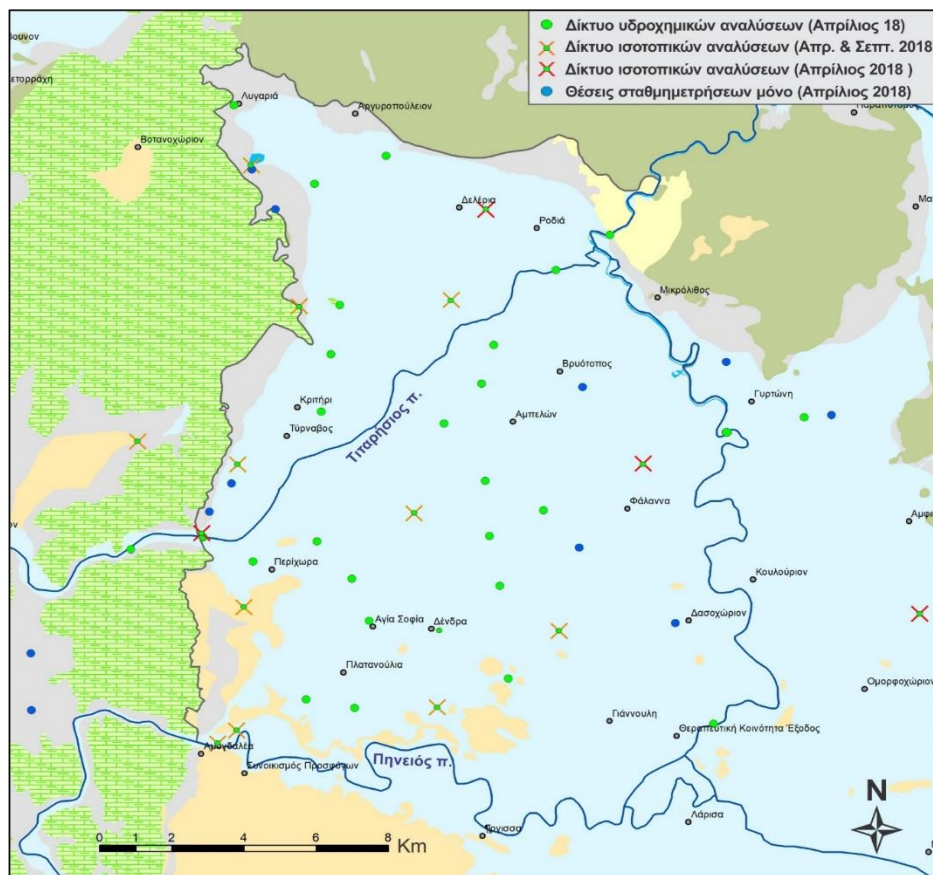 Δίκτυο υδροχημικών αναλύσεων (Απρίλιος 18)
Δίκτυο ισοτοπικών αναλύσεων (Απρ. & Σεπτ. 2018)
Δίκτυο ισοτοπικών αναλύσεων (Απρίλιος 2018 )
Θέσεις σταθμημετρήσεων μόνο (Απρίλιος 2018)
Λυγαριά
Αργυροπούλειον
Βοτανοχώριον
Δελέρια
Ροδιά
Μικρόλιθος
Βρυότοπος
Κριτήρι
Γυρτώνη
Αμπελών
Τύρναβος
Τιταρήσιος π.
Φάλαννα
Περίχωρα
Κουλούριον
Αγία Σοφία
Δένδρα
Δασοχώριον
Πλατανούλια
Ομορφοχώριον
Γιάννουλη
Θεραπευτική Κοινότητα Έξοδος
Αμυγδαλέα
Πηνειός π.
Συνοικισμός Προσφύγων
Λάρισα
N
0 2 4 6 8
Km